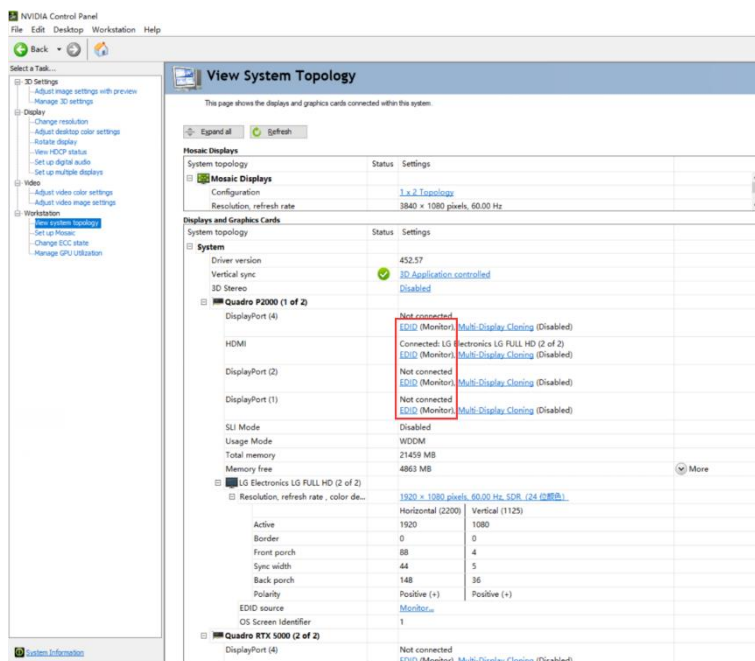 NVIDIA Control Panel
File Edit Desktop Workstation Help
Back
Select a Task...
3D Settings
Adjust image settings with preview
Manage 3D settings
Display
Change resolution
Adjust desktop color settings
Rotate display
View HDCP status
Set up digital audio
Set up multiple displays
Video
Adjust video color settings
Adjust video image settings
Workstation
View system topology
Set up Mosaic
Change ECC state
Manage GPU Utilization
System Information
View System Topology
This page shows the displays and graphics cards connected within this system.
Expand all Refresh
Mosaic Displays
System topology Status Settings
Mosaic Displays
Configuration 1 x 2 Topology
Resolution, refresh rate 3840 × 1080 pixels, 60.00 Hz
Displays and Graphics Cards
System topology Status Settings
System
Driver version 452.57
Vertical sync 3D Application controlled
3D Stereo Disabled
Quadro P2000 (1 of 2)
DisplayPort (4) Not connected
EDID (Monitor), Multi-Display Cloning (Disabled)
HDMI Connected: LG Electronics LG FULL HD (2 of 2)
EDID (Monitor), Multi-Display Cloning (Disabled)
DisplayPort (2) Not connected
EDID (Monitor), Multi-Display Cloning (Disabled)
DisplayPort (1) Not connected
EDID (Monitor), Multi-Display Cloning (Disabled)
SLI Mode Disabled
Usage Mode WDDM
Total memory 21459 MB
Memory free 4863 MB More
LG Electronics LG FULL HD (2 of 2)
Resolution, refresh rate , color de... 1920 × 1080 pixels, 60.00 Hz, SDR (24 位颜色)
Horizontal (2200) Vertical (1125)
Active 1920 1080
Border 0 0
Front porch 88 4
Sync width 44 5
Back porch 148 36
Polarity Positive (+) Positive (+)
EDID source Monitor...
OS Screen Identifier 1
Quadro RTX 5000 (2 of 2)
DisplayPort (4) Not connected
EDID (Monitor), Multi-Display Cloning (Disabled)